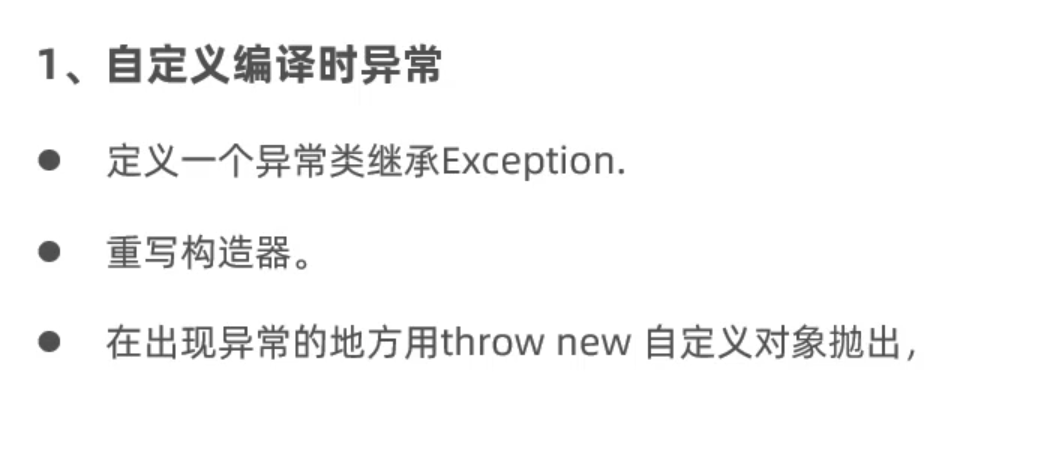 1、自定义编译时异常
● 定义一个异常类继承Exception.
● 重写构造器。
● 在出现异常的地方用throw new 自定义对象抛出，